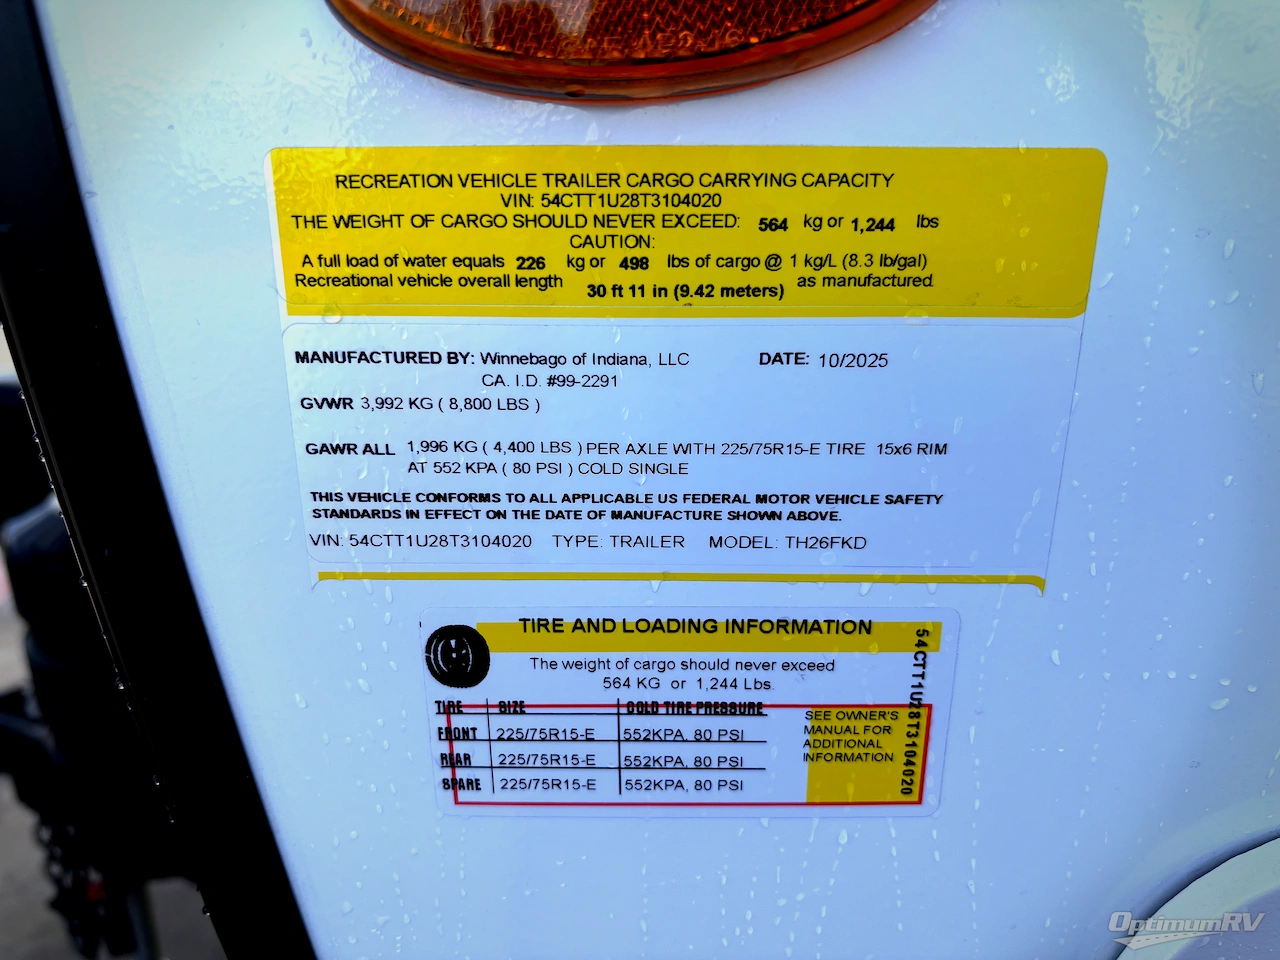 RECREATION VEHICLE TRAILER CARGO CARRYING CAPACITY
VIN: 54CTT1U28T3104020
THE WEIGHT OF CARGO SHOULD NEVER EXCEED: 564 kg or 1,244 lbs
CAUTION:
A full load of water equals 226 kg or 498 lbs of cargo @ 1 kg/L (8.3 lb/gal)
Recreational vehicle overall length 30 ft 11 in (9.42 meters) as manufactured.
MANUFACTURED BY: Winnebago of Indiana, LLC DATE: 10/2025
CA. I.D. #99-2291
GVWR 3,992 KG ( 8,800 LBS )
GAWR ALL 1,996 KG ( 4,400 LBS ) PER AXLE WITH 225/75R15-E TIRE 15x6 RIM
AT 552 KPA ( 80 PSI ) COLD SINGLE
THIS VEHICLE CONFORMS TO ALL APPLICABLE US FEDERAL MOTOR VEHICLE SAFETY
STANDARDS IN EFFECT ON THE DATE OF MANUFACTURE SHOWN ABOVE.
VIN: 54CTT1U28T3104020 TYPE: TRAILER MODEL: TH26FKD
TIRE AND LOADING INFORMATION
The weight of cargo should never exceed
564 KG or 1,244 Lbs.
TIRE SIZE COLD TIRE PRESSURE
FRONT 225/75R15-E 552KPA, 80 PSI
REAR 225/75R15-E 552KPA, 80 PSI
SPARE 225/75R15-E 552KPA, 80 PSI
SEE OWNER'S
MANUAL FOR
ADDITIONAL
INFORMATION
54CTT1U28T3104020
OptimumRV